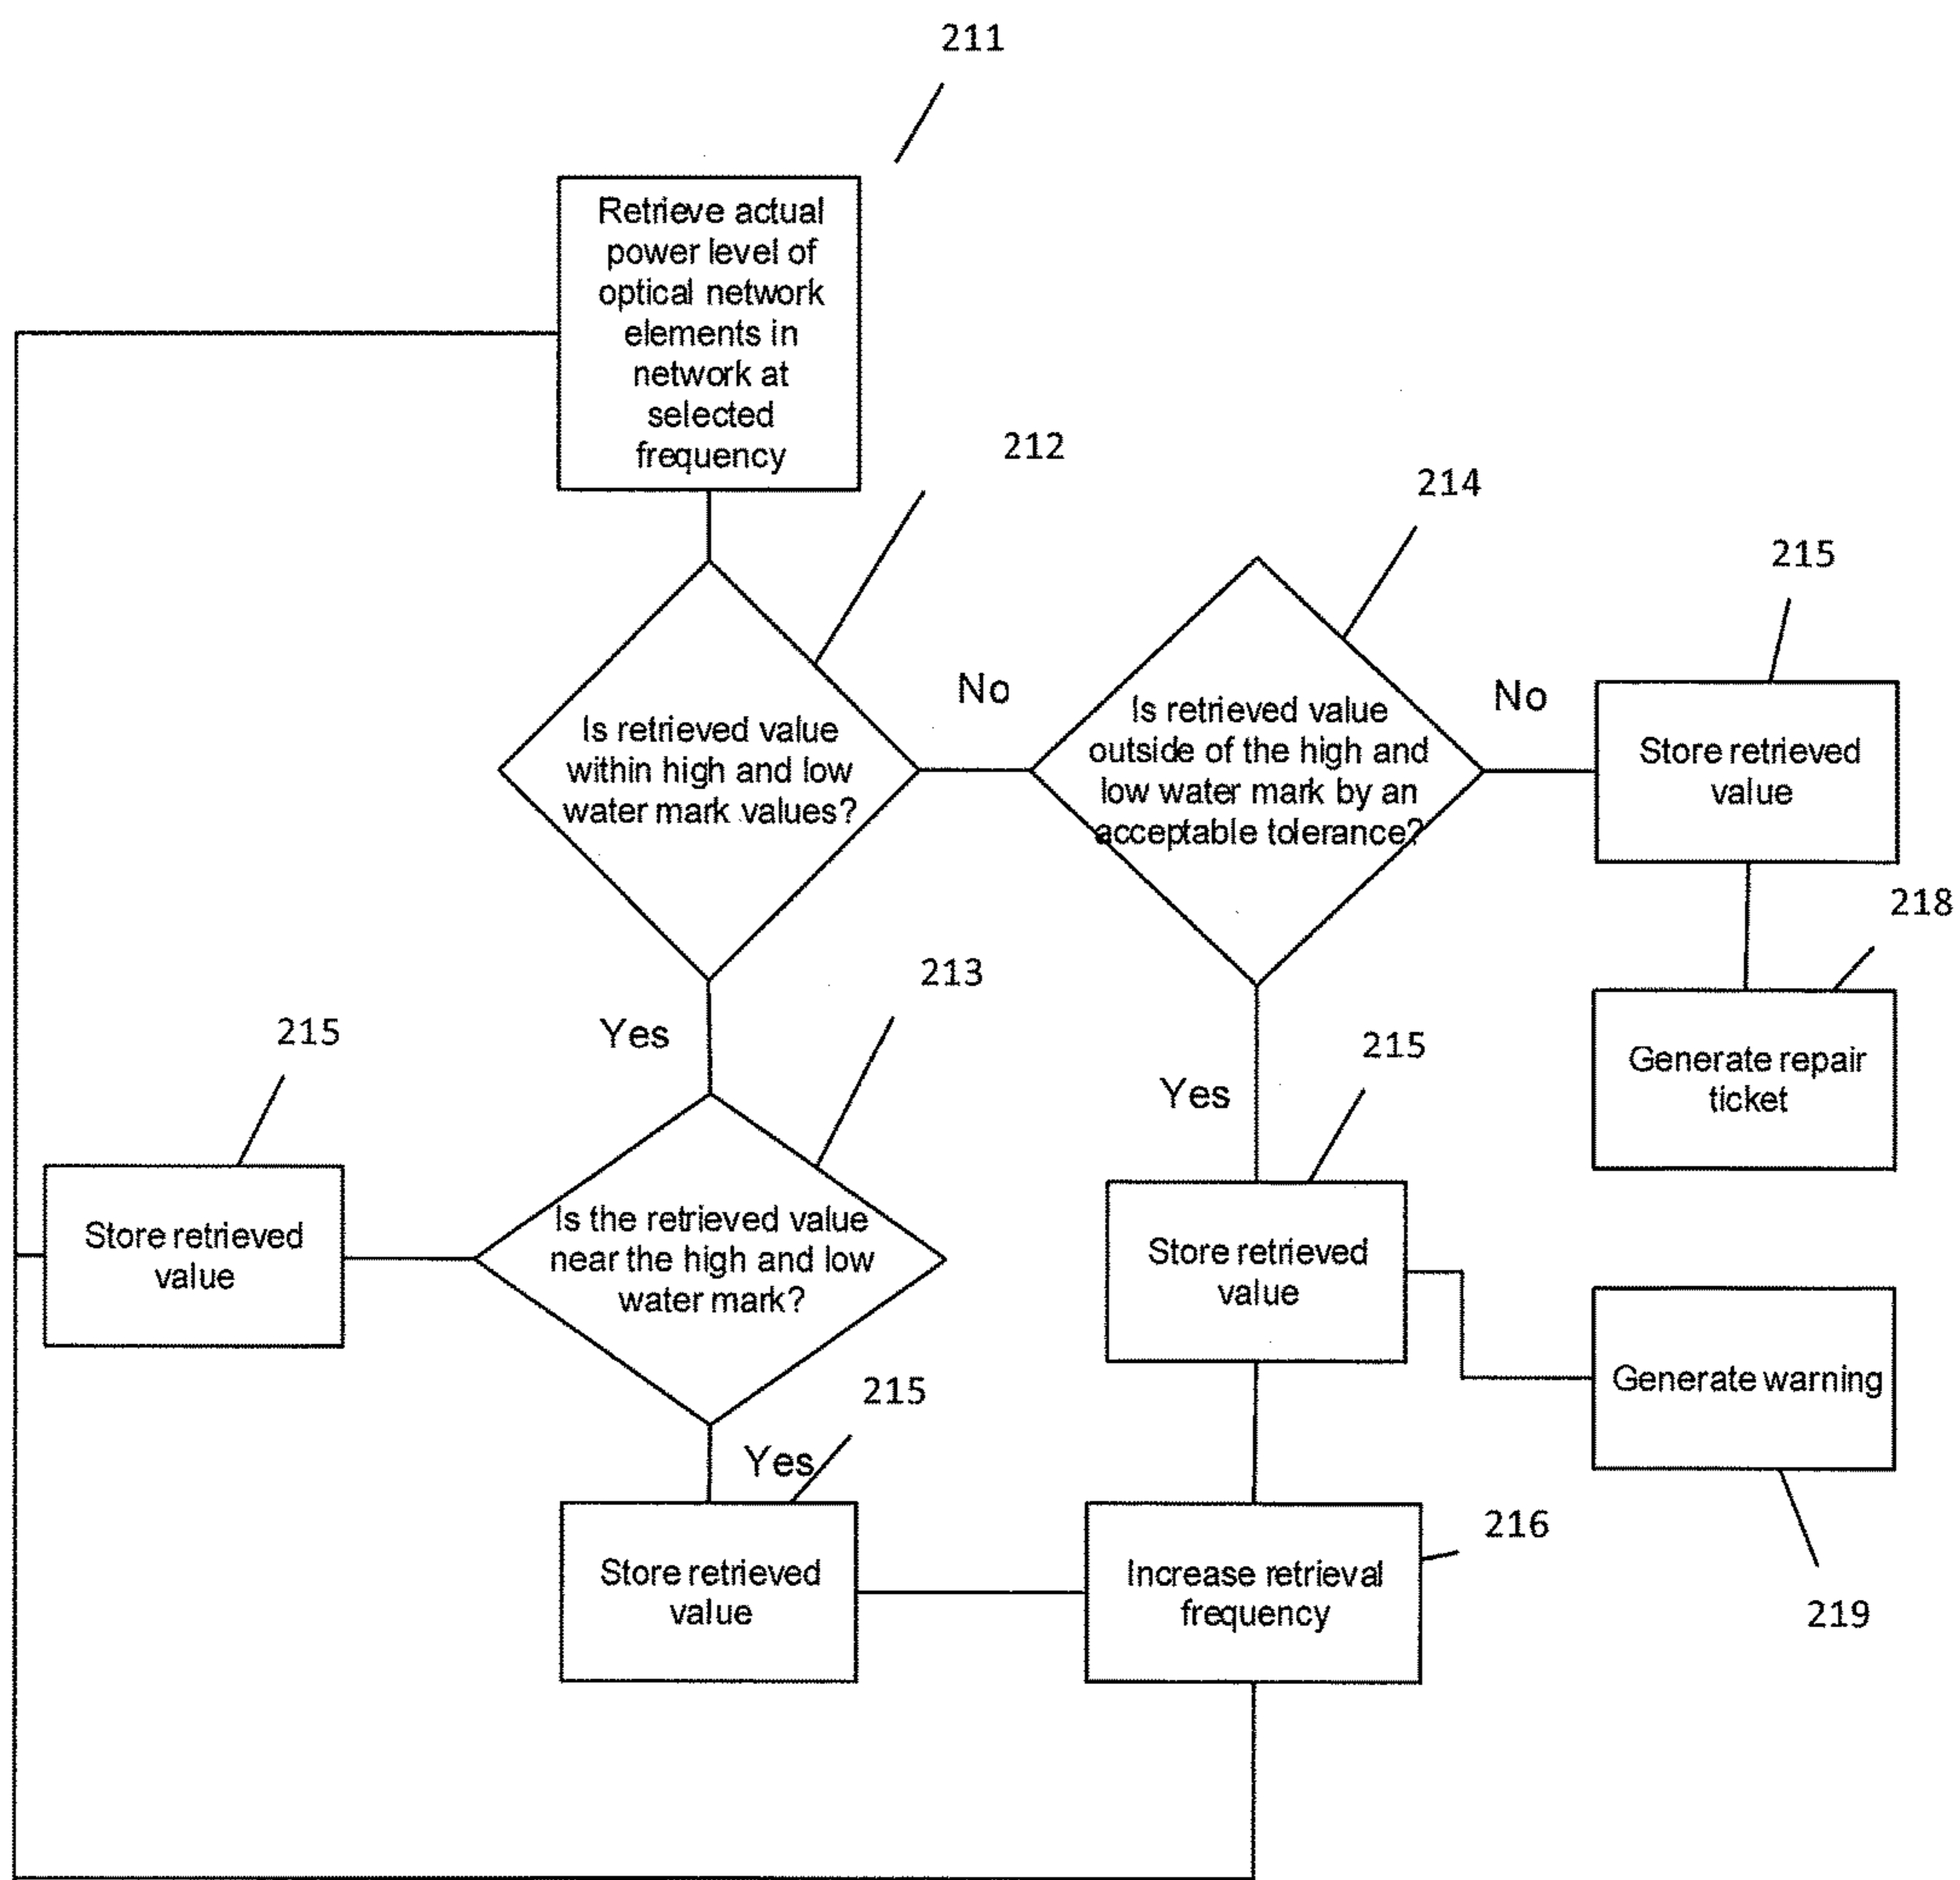 211
Retrieve actual
power level of
optical network
elements in
network at
selected
frequency
212
214
215
Is retrieved value
within high and low
water mark values?
No
Is retrieved value
outside of the high and
low water mark by an
acceptable tolerance?
No
Store retrieved
value
218
Generate repair
ticket
Yes
213
215
Store retrieved
value
Is the retrieved value
near the high and low
water mark?
Yes
215
Store retrieved
value
Generate warning
219
Yes
215
Store retrieved
value
Increase retrieval
frequency
216